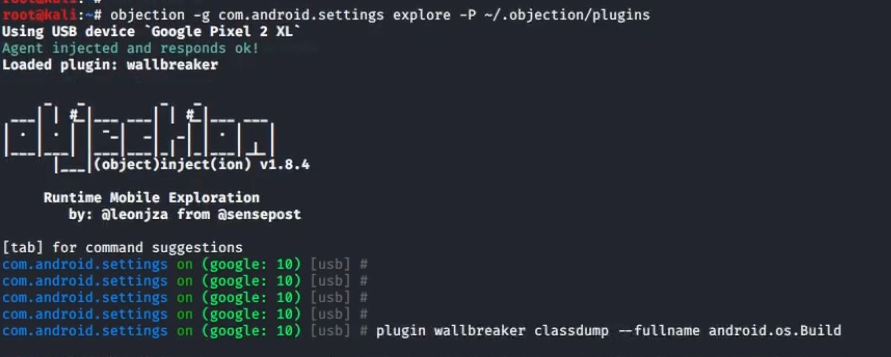 root@kali:~# objection -g com.android.settings explore -P ~/.objection/plugins
Using USB device `Google Pixel 2 XL`
Agent injected and responds ok!
Loaded plugin: wallbreaker
|___|(object)inject(ion) v1.8.4
Runtime Mobile Exploration
by: @leonjza from @sensepost
[tab] for command suggestions
com.android.settings on (google: 10) [usb] #
com.android.settings on (google: 10) [usb] #
com.android.settings on (google: 10) [usb] #
com.android.settings on (google: 10) [usb] #
com.android.settings on (google: 10) [usb] # plugin wallbreaker classdump --fullname android.os.Build